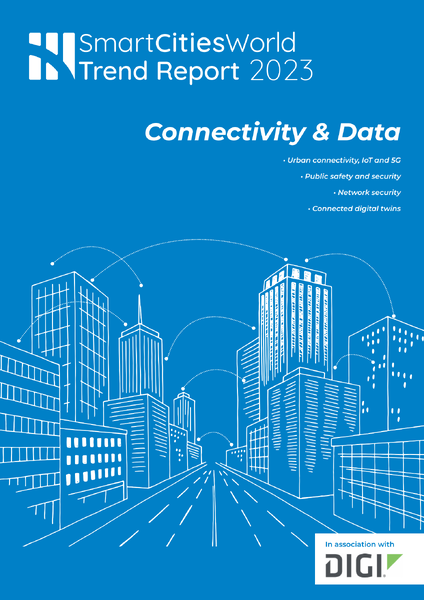 SmartCitiesWorld
Trend Report 2023
Connectivity & Data
• Urban connectivity, IoT and 5G
• Public safety and security
• Network security
• Connected digital twins
In association with
DIGI